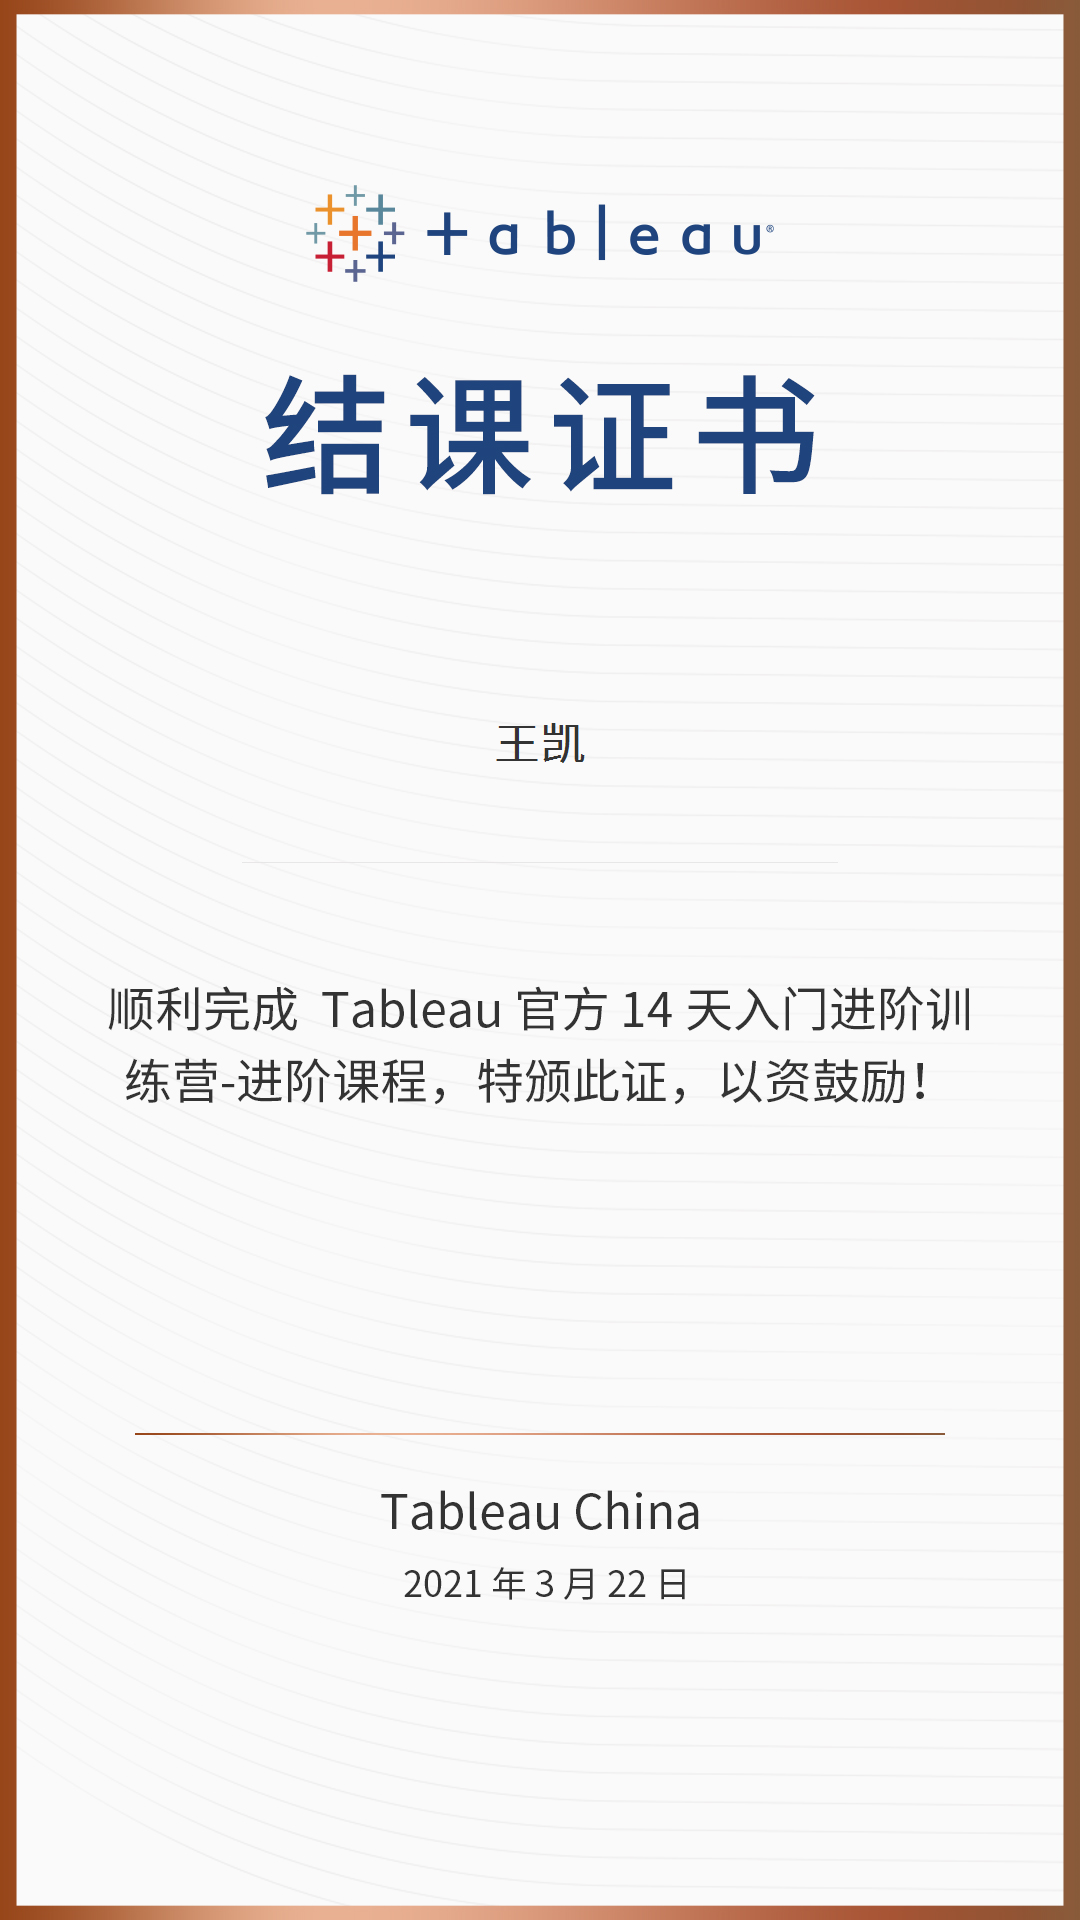 +ableau®
结课证书
王凯
顺利完成 Tableau 官方 14 天入门进阶训
练营-进阶课程，特颁此证，以资鼓励！
Tableau China
2021 年 3 月 22 日